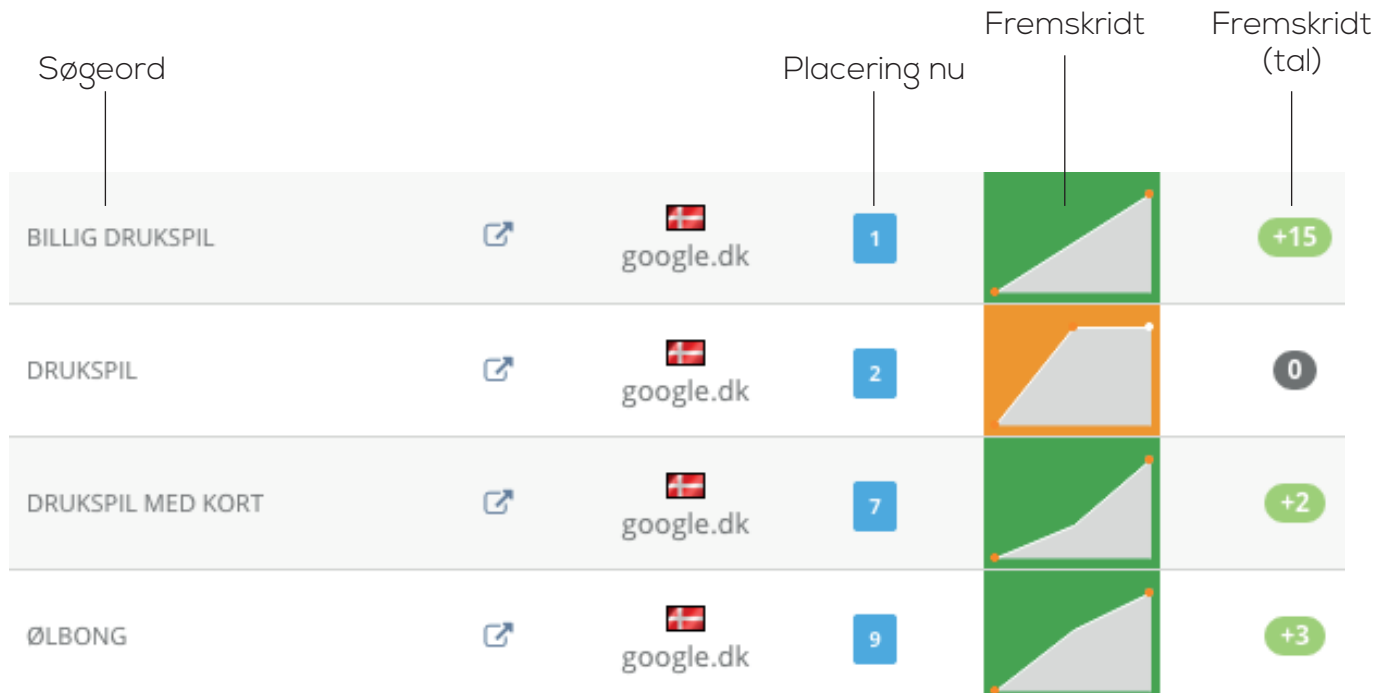 Søgeord
Placering nu
Fremskridt
Fremskridt
(tal)
BILLIG DRUKSPIL
google.dk
1
+15
DRUKSPIL
google.dk
2
0
DRUKSPIL MED KORT
google.dk
7
+2
ØLBONG
google.dk
9
+3